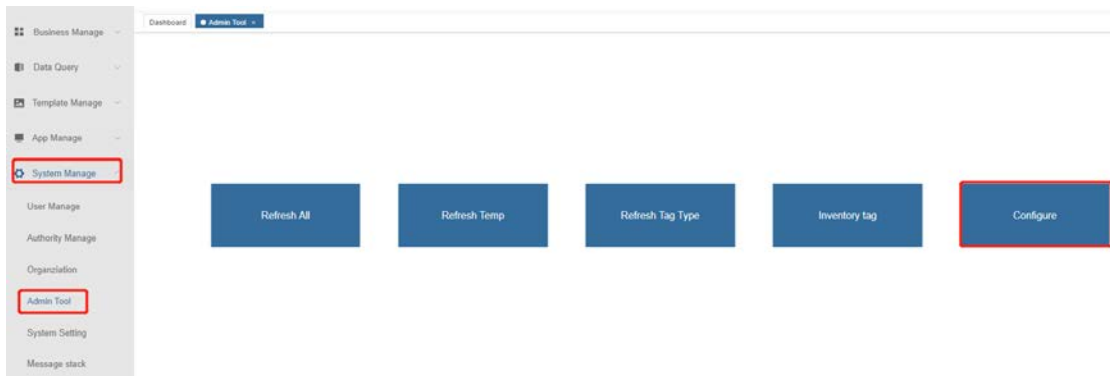 Dashboard
Admin Tool ×
Business Manage
Data Query
Template Manage
App Manage
System Manage
User Manage
Authority Manage
Organziation
Admin Tool
System Setting
Message stack
Refresh All
Refresh Temp
Refresh Tag Type
Inventory tag
Configure